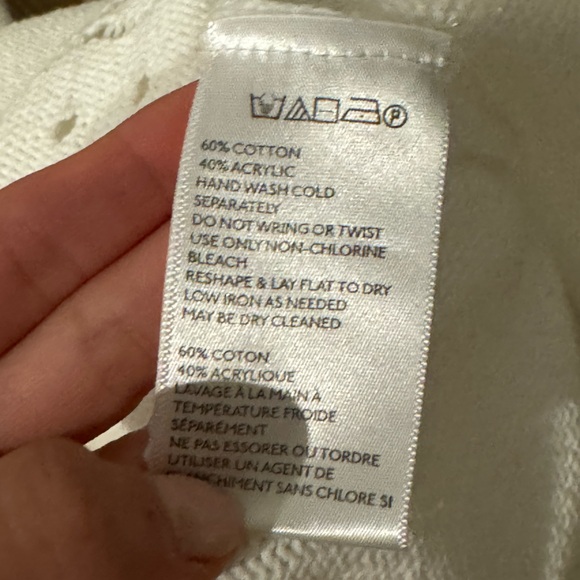 P
60% COTTON
40% ACRYLIC
HAND WASH COLD
SEPARATELY
DO NOT WRING OR TWIST
USE ONLY NON-CHLORINE
BLEACH
RESHAPE & LAY FLAT TO DRY
LOW IRON AS NEEDED
MAY BE DRY CLEANED
60% COTON
40% ACRYLIQUE
LAVAGE À LA MAIN À
TEMPÉRATURE FROIDE
SÉPARÉMENT
NE PAS ESSORER OU TORDRE
UTILISER UN AGENT DE
SANS CHLORE SI